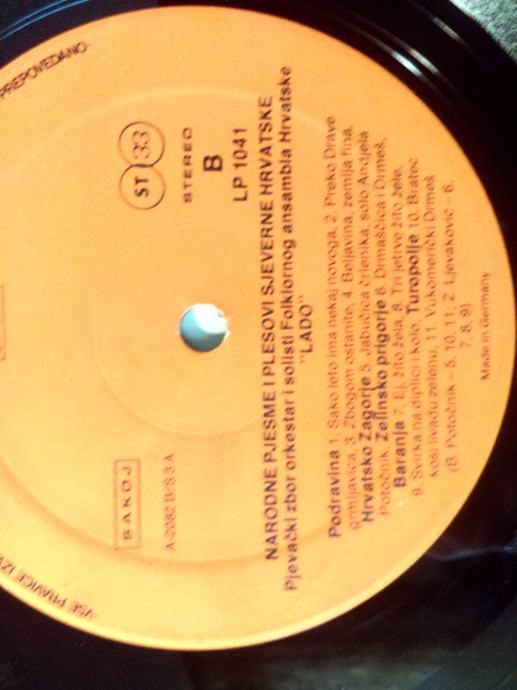 PREPOVEDANO·
ST 33
STEREO
B
LP 1041
SAKOJ
A-2082 B/S 3 A
NARODNE PJESME I PLESOVI SJEVERNE HRVATSKE
Pjevački zbor orkestar i solisti Folklornog ansambla Hrvatske
"LADO"
Podravina 1. Sako leto ima nekaj novoga, 2. Preko Drave
grmljavica, 3. Zbogom ostanite, 4. Beljavina, zemlja fina,
Hrvatsko Zagorje 5. Jabučica črlenika, solo Andjela
Potočnik, Zelinsko prigorje 6. Drmaščica i Drmeš,
Baranja 7. Ej, žito žela, 8. Tri jetrve žito žele,
9. Svirka na diplici i kolo, Turopolje 10. Bratec
kosi livadu zelenu, 11. Vukomerički Drmeš
(B. Potočnik – 5, 10, 11; Z. Ljevaković – 6,
7, 8, 9)
Made in Germany
·VSE PRAVICE